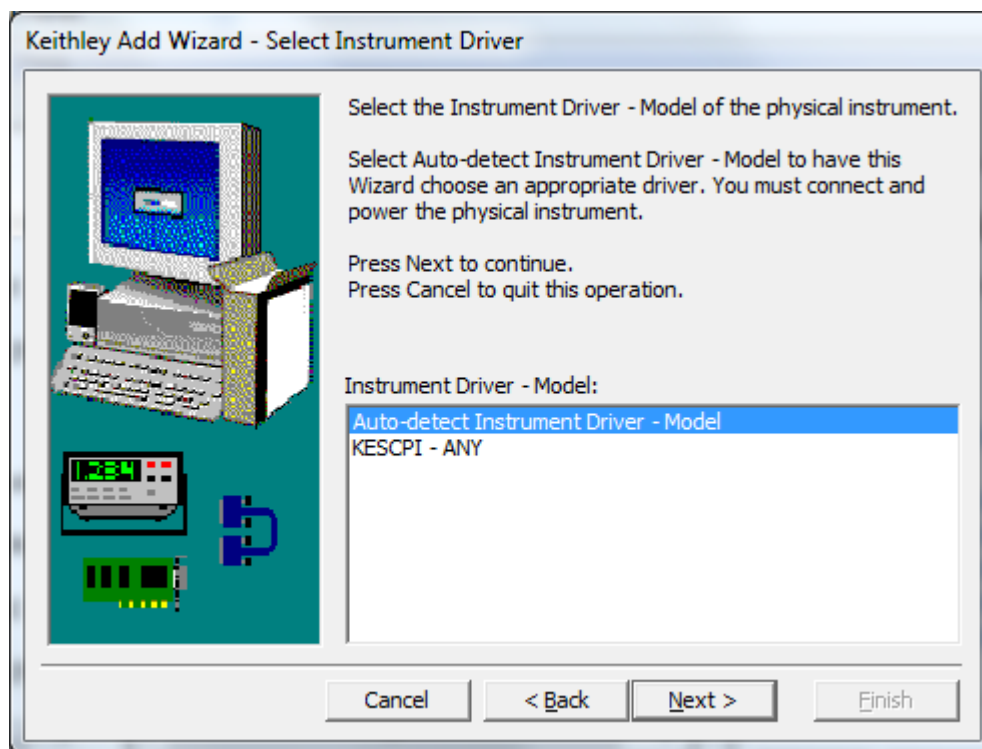 Keithley Add Wizard - Select Instrument Driver
Select the Instrument Driver - Model of the physical instrument.
Select Auto-detect Instrument Driver - Model to have this
Wizard choose an appropriate driver. You must connect and
power the physical instrument.
Press Next to continue.
Press Cancel to quit this operation.
Instrument Driver - Model:
Auto-detect Instrument Driver - Model
KESCPI - ANY
1.234
Cancel
< Back
Next >
Finish